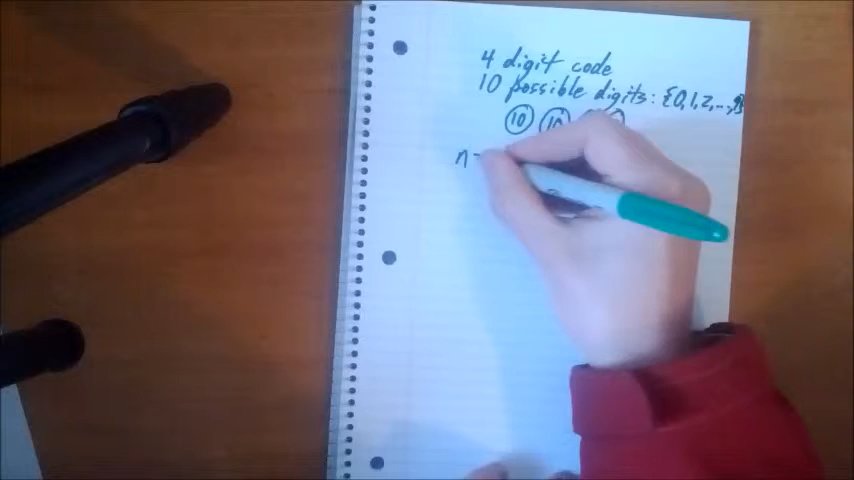 4 digit code
10 possible digits: {0,1,2,...,9}
10 10
n